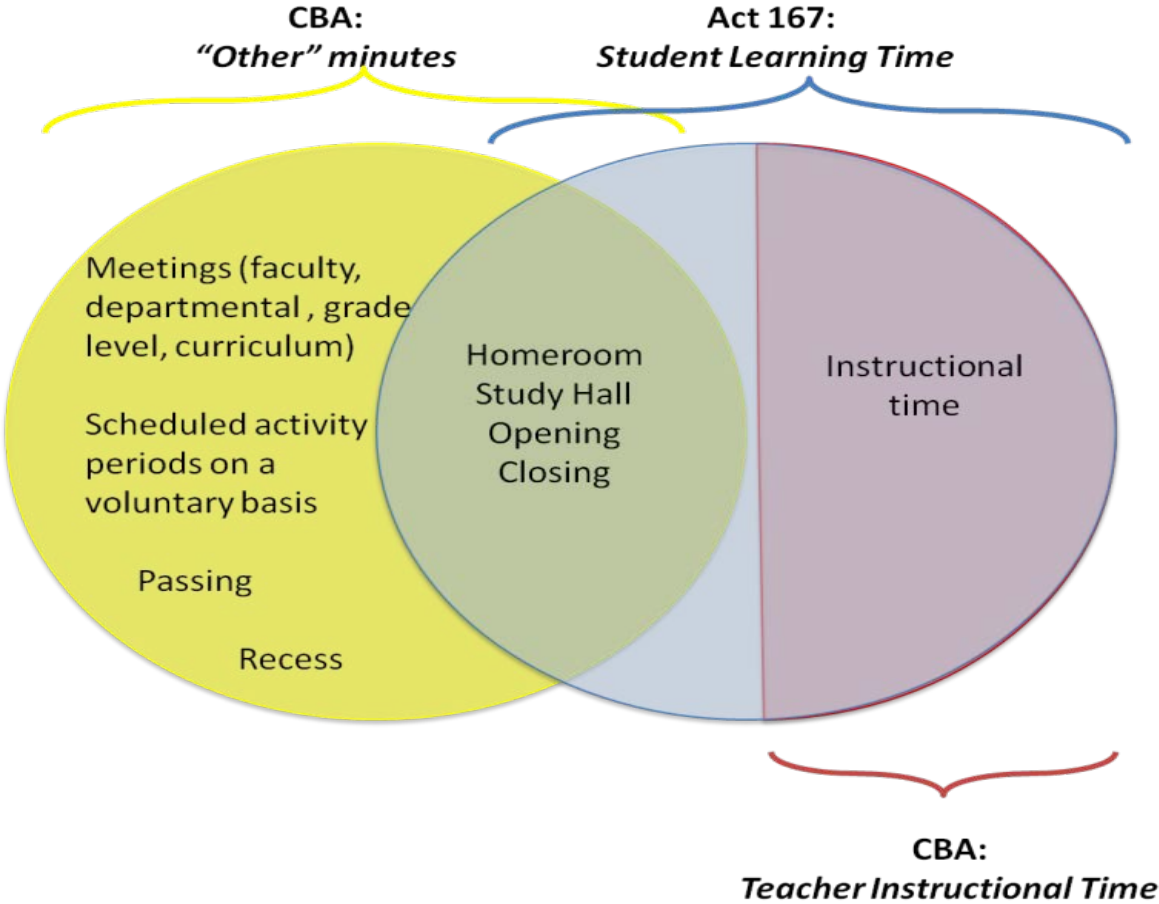 CBA:
“Other” minutes
Act 167:
Student Learning Time
Meetings (faculty,
departmental , grade
level, curriculum)
Scheduled activity
periods on a
voluntary basis
Passing
Recess
Homeroom
Study Hall
Opening
Closing
Instructional
time
CBA:
Teacher Instructional Time